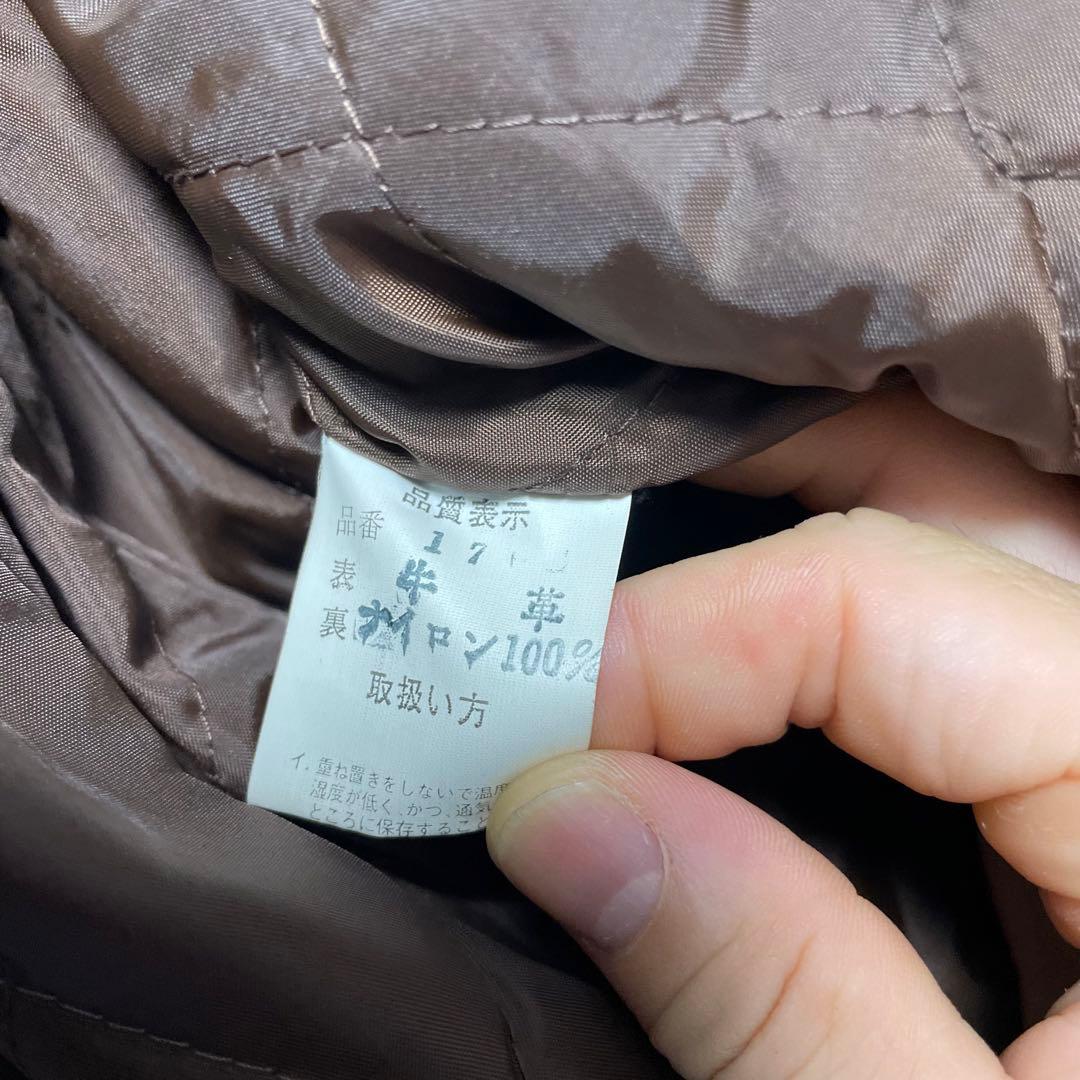 品質表示
品番 17
表 牛革
裏 ナイロン100%
取扱い方
イ.重ね置きをしないで温度
湿度が低く、かつ、通気
ところに保存すること